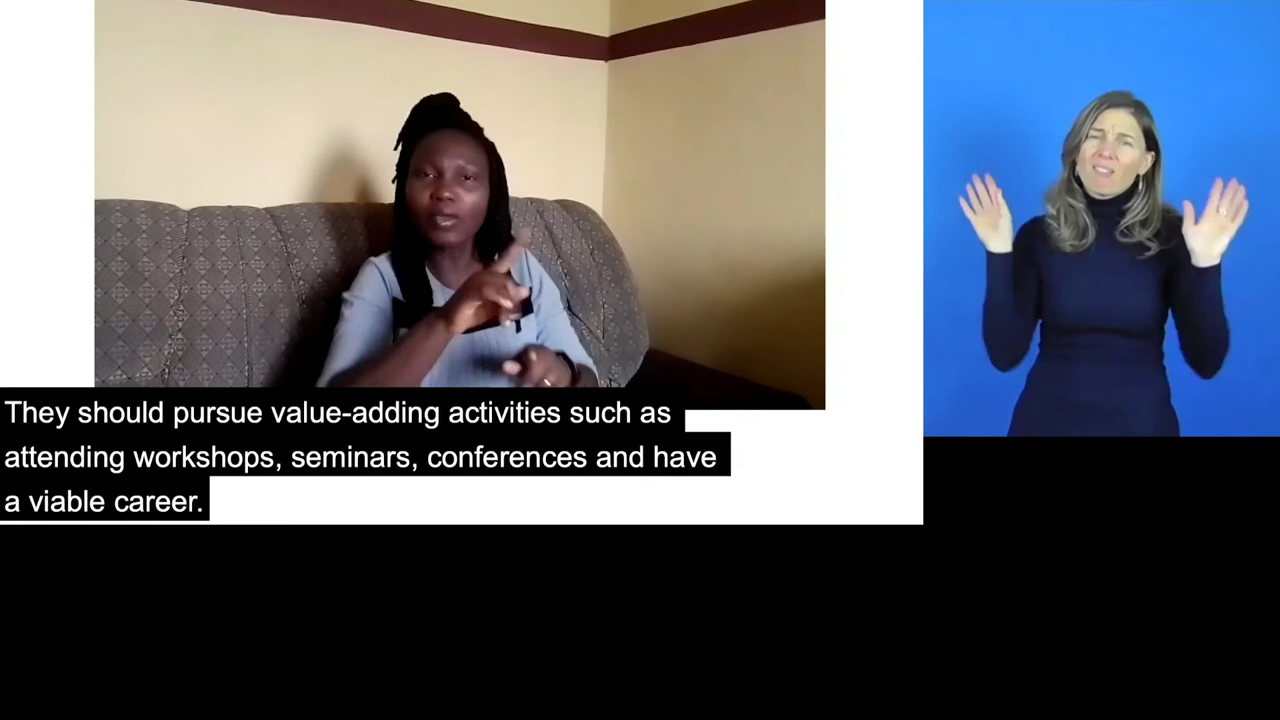 They should pursue value-adding activities such as
attending workshops, seminars, conferences and have
a viable career.